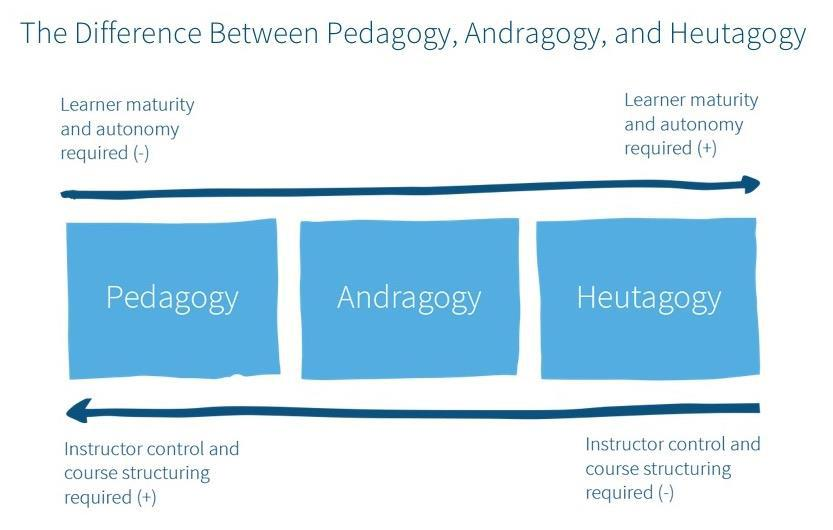 The Difference Between Pedagogy, Andragogy, and Heutagogy
Learner maturity
and autonomy
required (-)
Learner maturity
and autonomy
required (+)
Pedagogy
Andragogy
Heutagogy
Instructor control and
course structuring
required (+)
Instructor control and
course structuring
required (-)